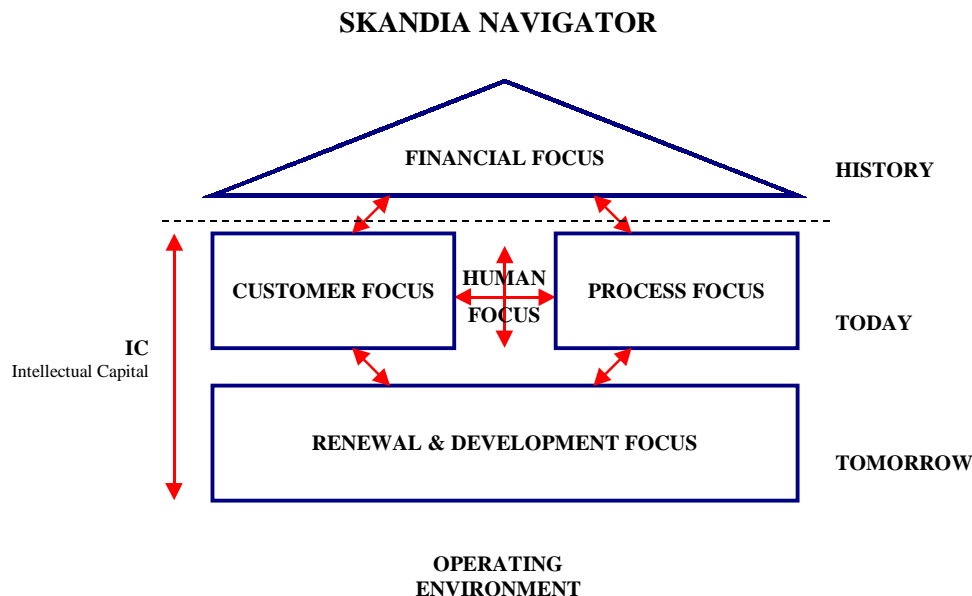 SKANDIA NAVIGATOR
FINANCIAL FOCUS
HISTORY
CUSTOMER FOCUS
HUMAN
FOCUS
PROCESS FOCUS
TODAY
IC
Intellectual Capital
RENEWAL & DEVELOPMENT FOCUS
TOMORROW
OPERATING
ENVIRONMENT